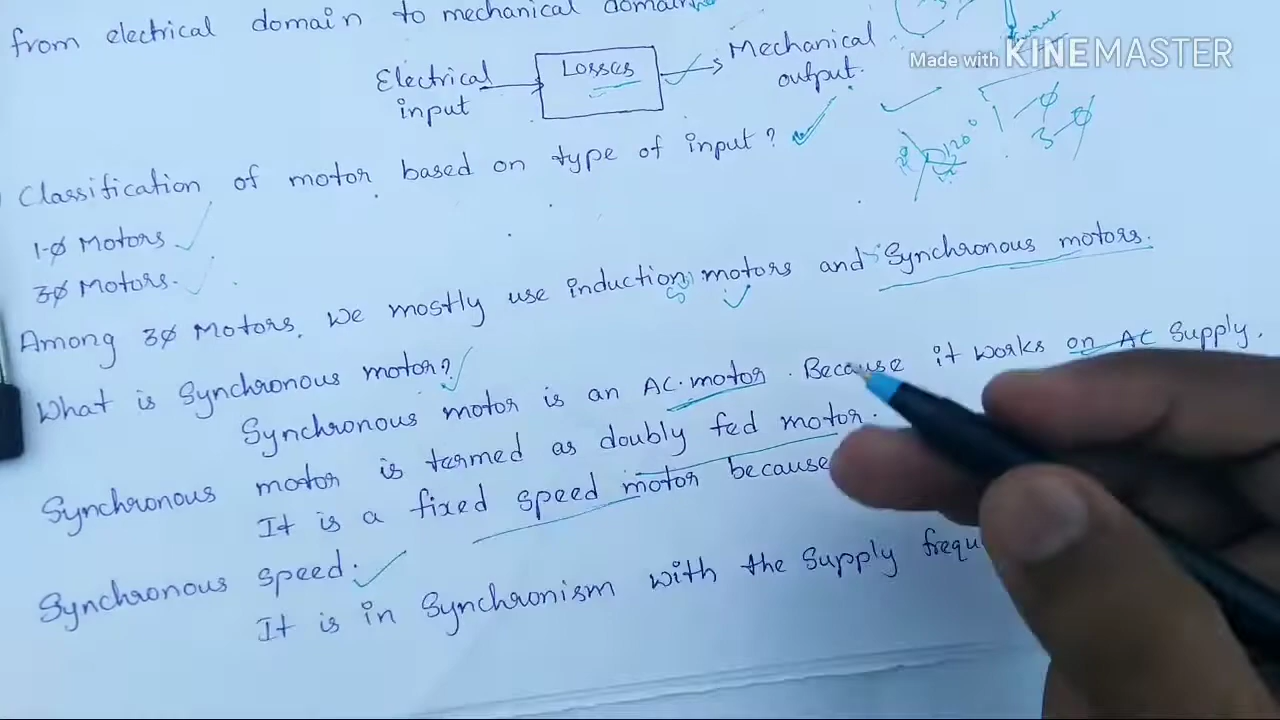 from electrical domain to mechanical domain
Made with KINEMASTER
Electrical input
Losses
Mechanical output.
120°
1 ϕ
3 ϕ
Classification of motor based on type of input?
1-ϕ Motors
3ϕ Motors.
Among 3ϕ Motors, We mostly use induction motors and Synchronous motors.
What is Synchronous motor?
Synchronous motor is an AC motor. Because it works on AC Supply.
Synchronous motor is termed as doubly fed motor.
It is a fixed speed motor because
Synchronous speed.
It is in Synchronism with the Supply frequ